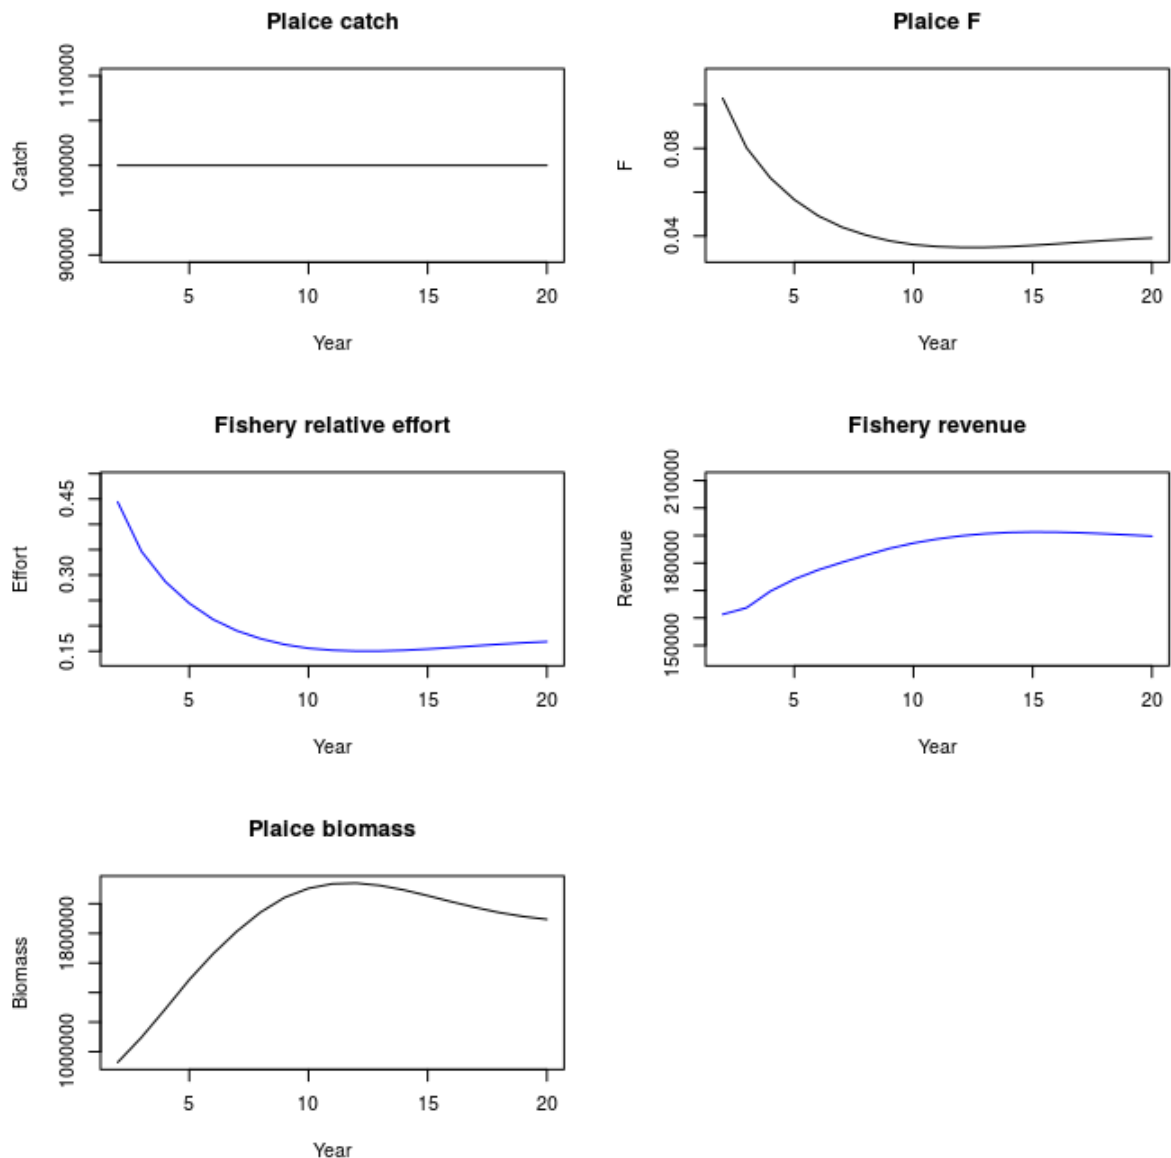 Plaice catch
Catch
110000
100000
90000
5 10 15 20
Year
Plaice F
F
0.08
0.04
5 10 15 20
Year
Fishery relative effort
Effort
0.45
0.30
0.15
5 10 15 20
Year
Fishery revenue
Revenue
210000
180000
150000
5 10 15 20
Year
Plaice biomass
Biomass
1800000
1000000
5 10 15 20
Year